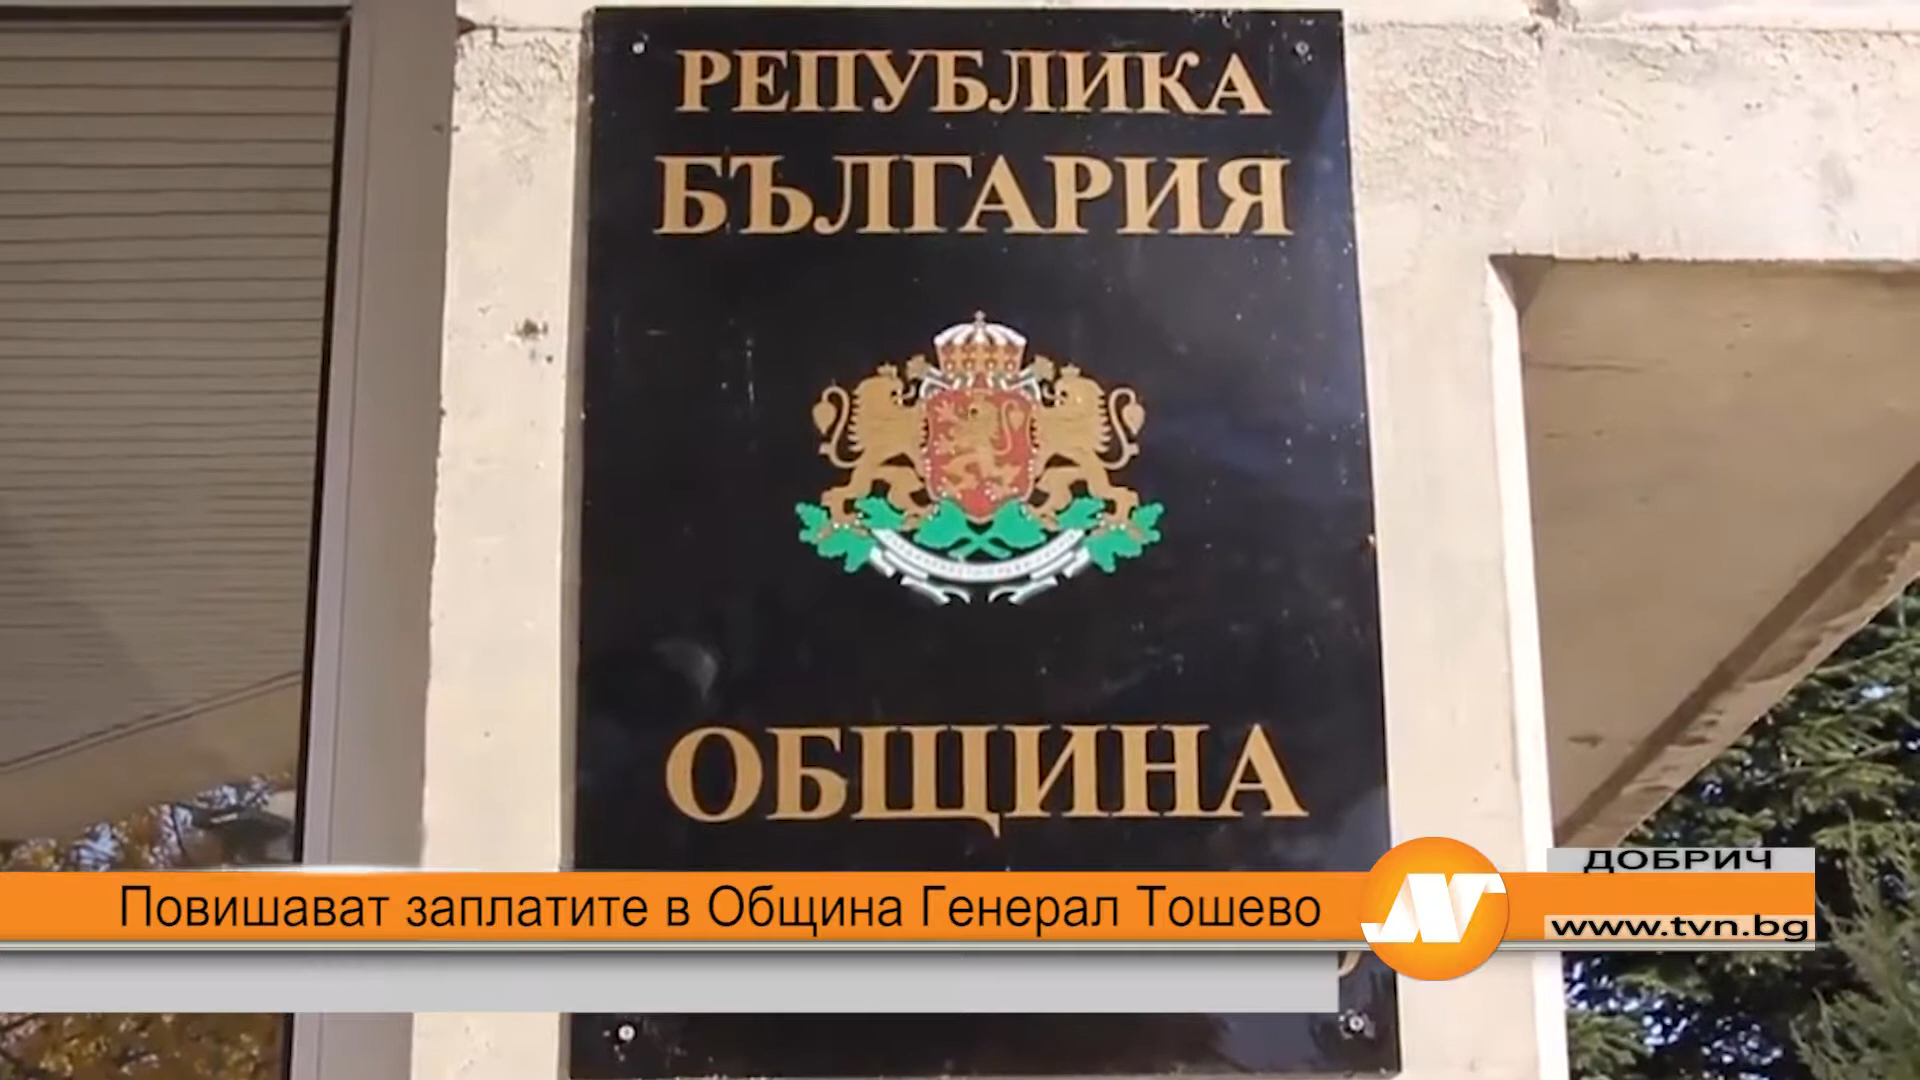 РЕПУБЛИКА
БЪЛГАРИЯ
ОБЩИНА
Повишават заплатите в Община Генерал Тошево
ДОБРИЧ
www.tvn.bg